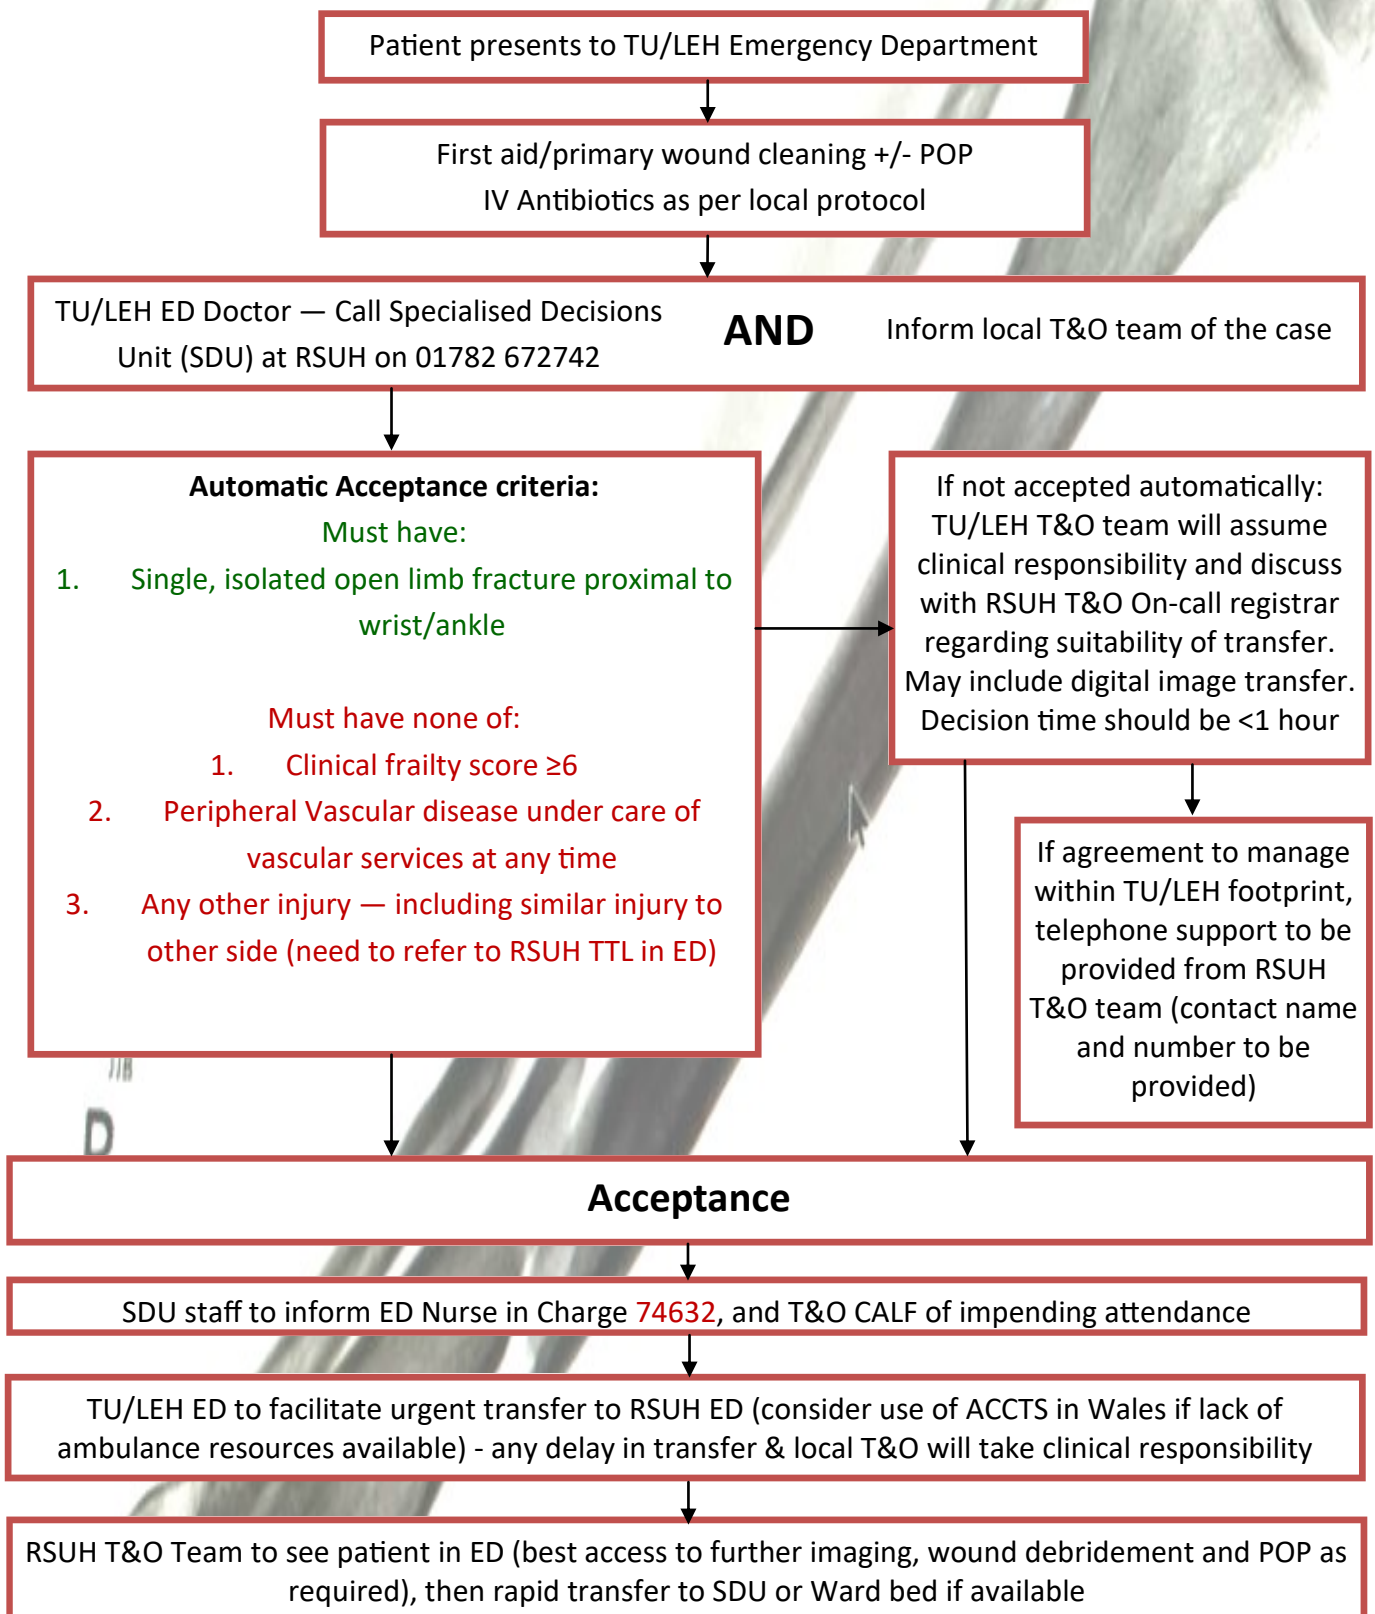 Patient presents to TU/LEH Emergency Department
First aid/primary wound cleaning +/- POP
IV Antibiotics as per local protocol
TU/LEH ED Doctor — Call Specialised Decisions
Unit (SDU) at RSUH on 01782 672742
AND
Inform local T&O team of the case
Automatic Acceptance criteria:
Must have:
1. Single, isolated open limb fracture proximal to
wrist/ankle
Must have none of:
1. Clinical frailty score ≥6
2. Peripheral Vascular disease under care of
vascular services at any time
3. Any other injury — including similar injury to
other side (need to refer to RSUH TTL in ED)
If not accepted automatically:
TU/LEH T&O team will assume
clinical responsibility and discuss
with RSUH T&O On-call registrar
regarding suitability of transfer.
May include digital image transfer.
Decision time should be <1 hour
If agreement to manage
within TU/LEH footprint,
telephone support to be
provided from RSUH
T&O team (contact name
and number to be
provided)
Acceptance
SDU staff to inform ED Nurse in Charge 74632, and T&O CALF of impending attendance
TU/LEH ED to facilitate urgent transfer to RSUH ED (consider use of ACCTS in Wales if lack of
ambulance resources available) - any delay in transfer & local T&O will take clinical responsibility
RSUH T&O Team to see patient in ED (best access to further imaging, wound debridement and POP as
required), then rapid transfer to SDU or Ward bed if available